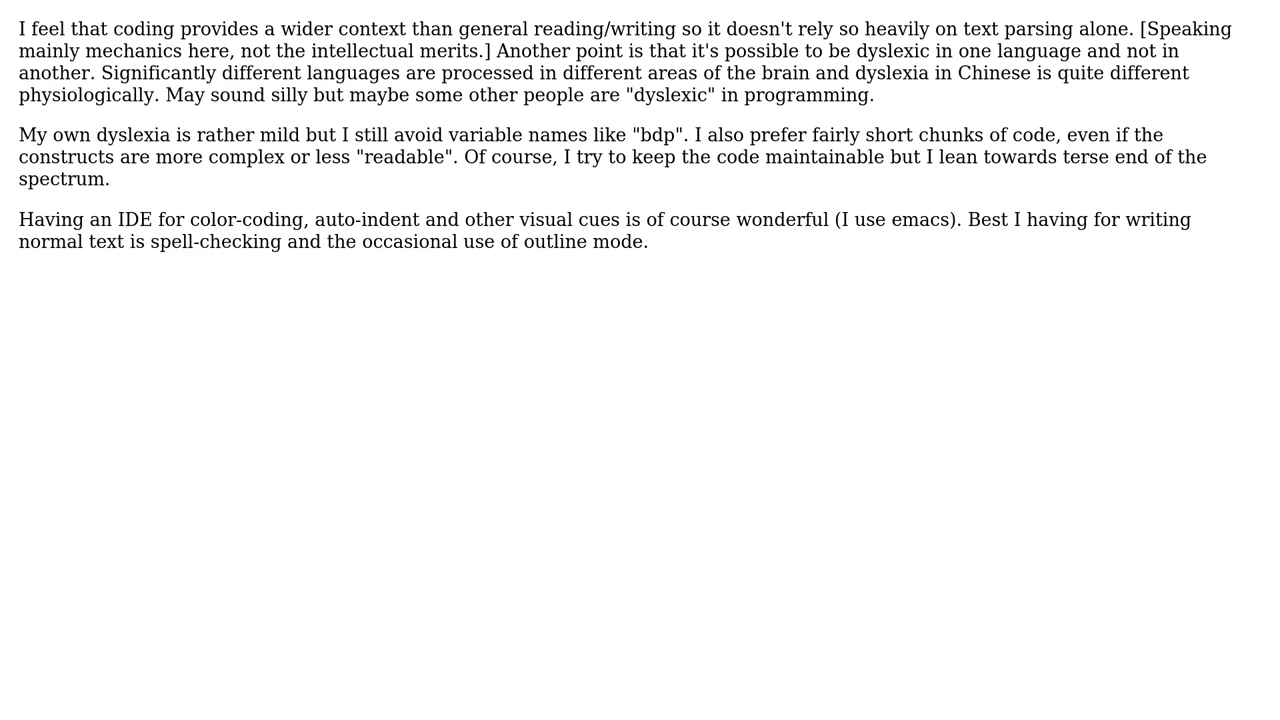 I feel that coding provides a wider context than general reading/writing so it doesn't rely so heavily on text parsing alone. [Speaking
mainly mechanics here, not the intellectual merits.] Another point is that it's possible to be dyslexic in one language and not in
another. Significantly different languages are processed in different areas of the brain and dyslexia in Chinese is quite different
physiologically. May sound silly but maybe some other people are "dyslexic" in programming.
My own dyslexia is rather mild but I still avoid variable names like "bdp". I also prefer fairly short chunks of code, even if the
constructs are more complex or less "readable". Of course, I try to keep the code maintainable but I lean towards terse end of the
spectrum.
Having an IDE for color-coding, auto-indent and other visual cues is of course wonderful (I use emacs). Best I having for writing
normal text is spell-checking and the occasional use of outline mode.